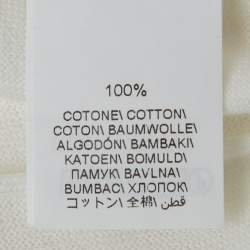 100%
COTONE\ COTTON\
COTON\ BAUMWOLLE\
ALGODÓN\ BAMBAKI\
KATOEN\ BOMULD\
ПАМУК\ BAVLNA\
BUMBAC\ ХЛОПОК\
コットン\ 全棉\ قطن